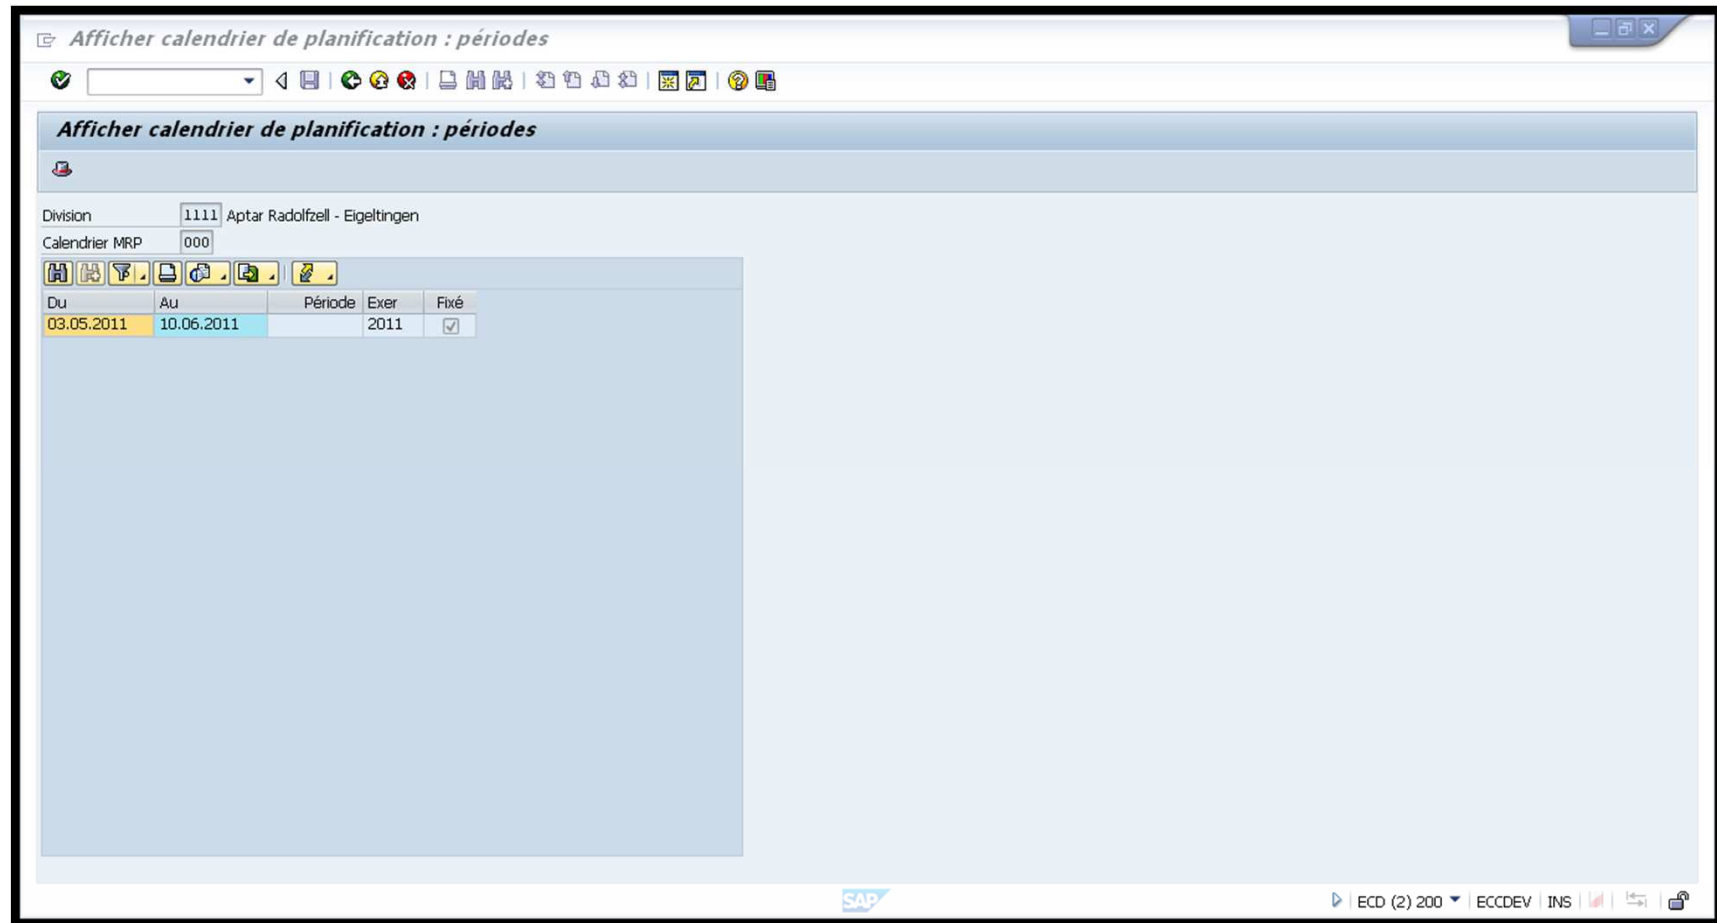 Afficher calendrier de planification : périodes
Afficher calendrier de planification : périodes
Division 1111 Aptar Radolfzell - Eigeltingen
Calendrier MRP 000
Du Au Période Exer Fixé
03.05.2011 10.06.2011 2011
SAP ECD (2) 200 ECCDEV INS